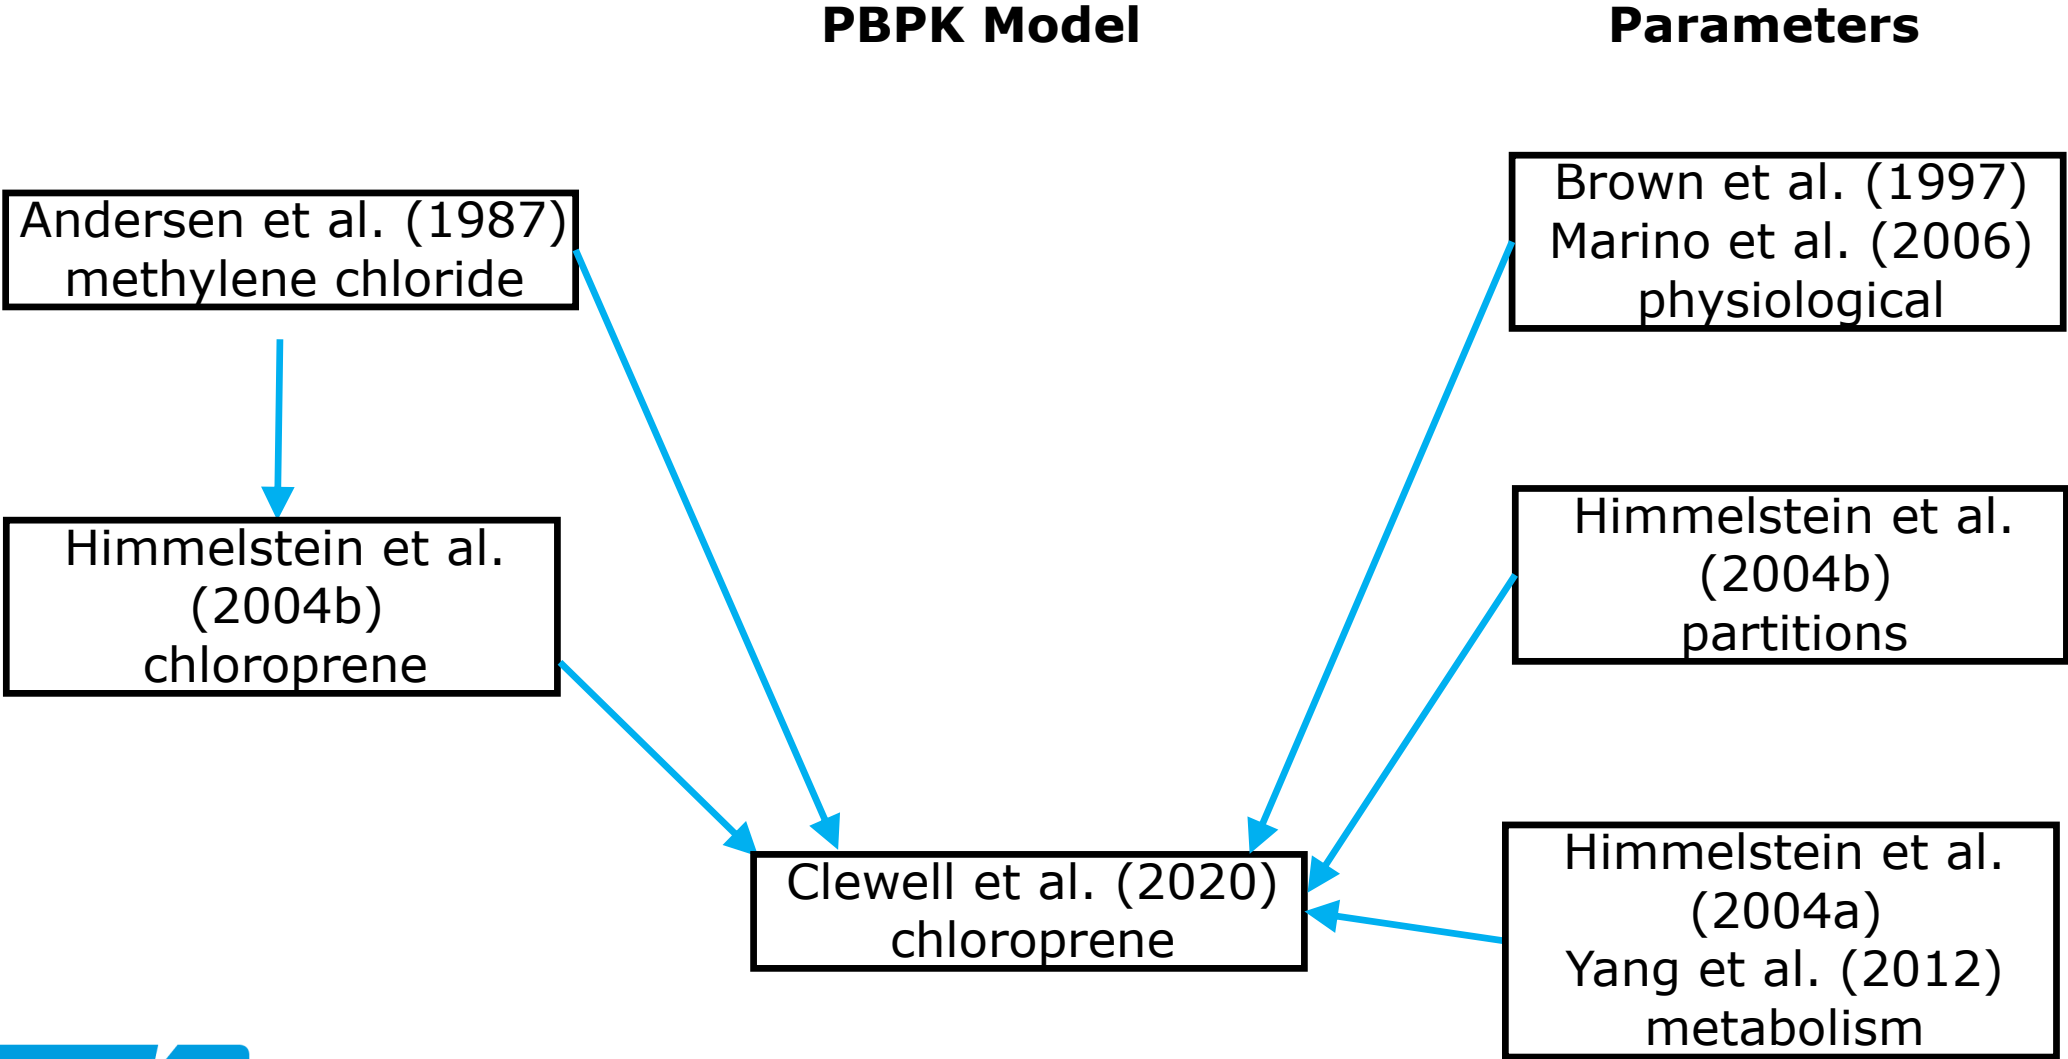 PBPK Model
Parameters
Andersen et al. (1987)
methylene chloride
Himmelstein et al.
(2004b)
chloroprene
Clewell et al. (2020)
chloroprene
Brown et al. (1997)
Marino et al. (2006)
physiological
Himmelstein et al.
(2004b)
partitions
Himmelstein et al.
(2004a)
Yang et al. (2012)
metabolism